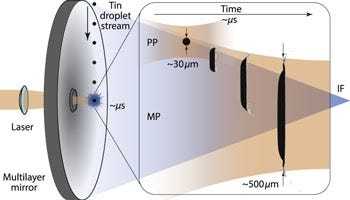 Tin
droplet
stream
Time
~μs
PP
~30μm
~μs
IF
MP
Laser
Multilayer
mirror
~500μm